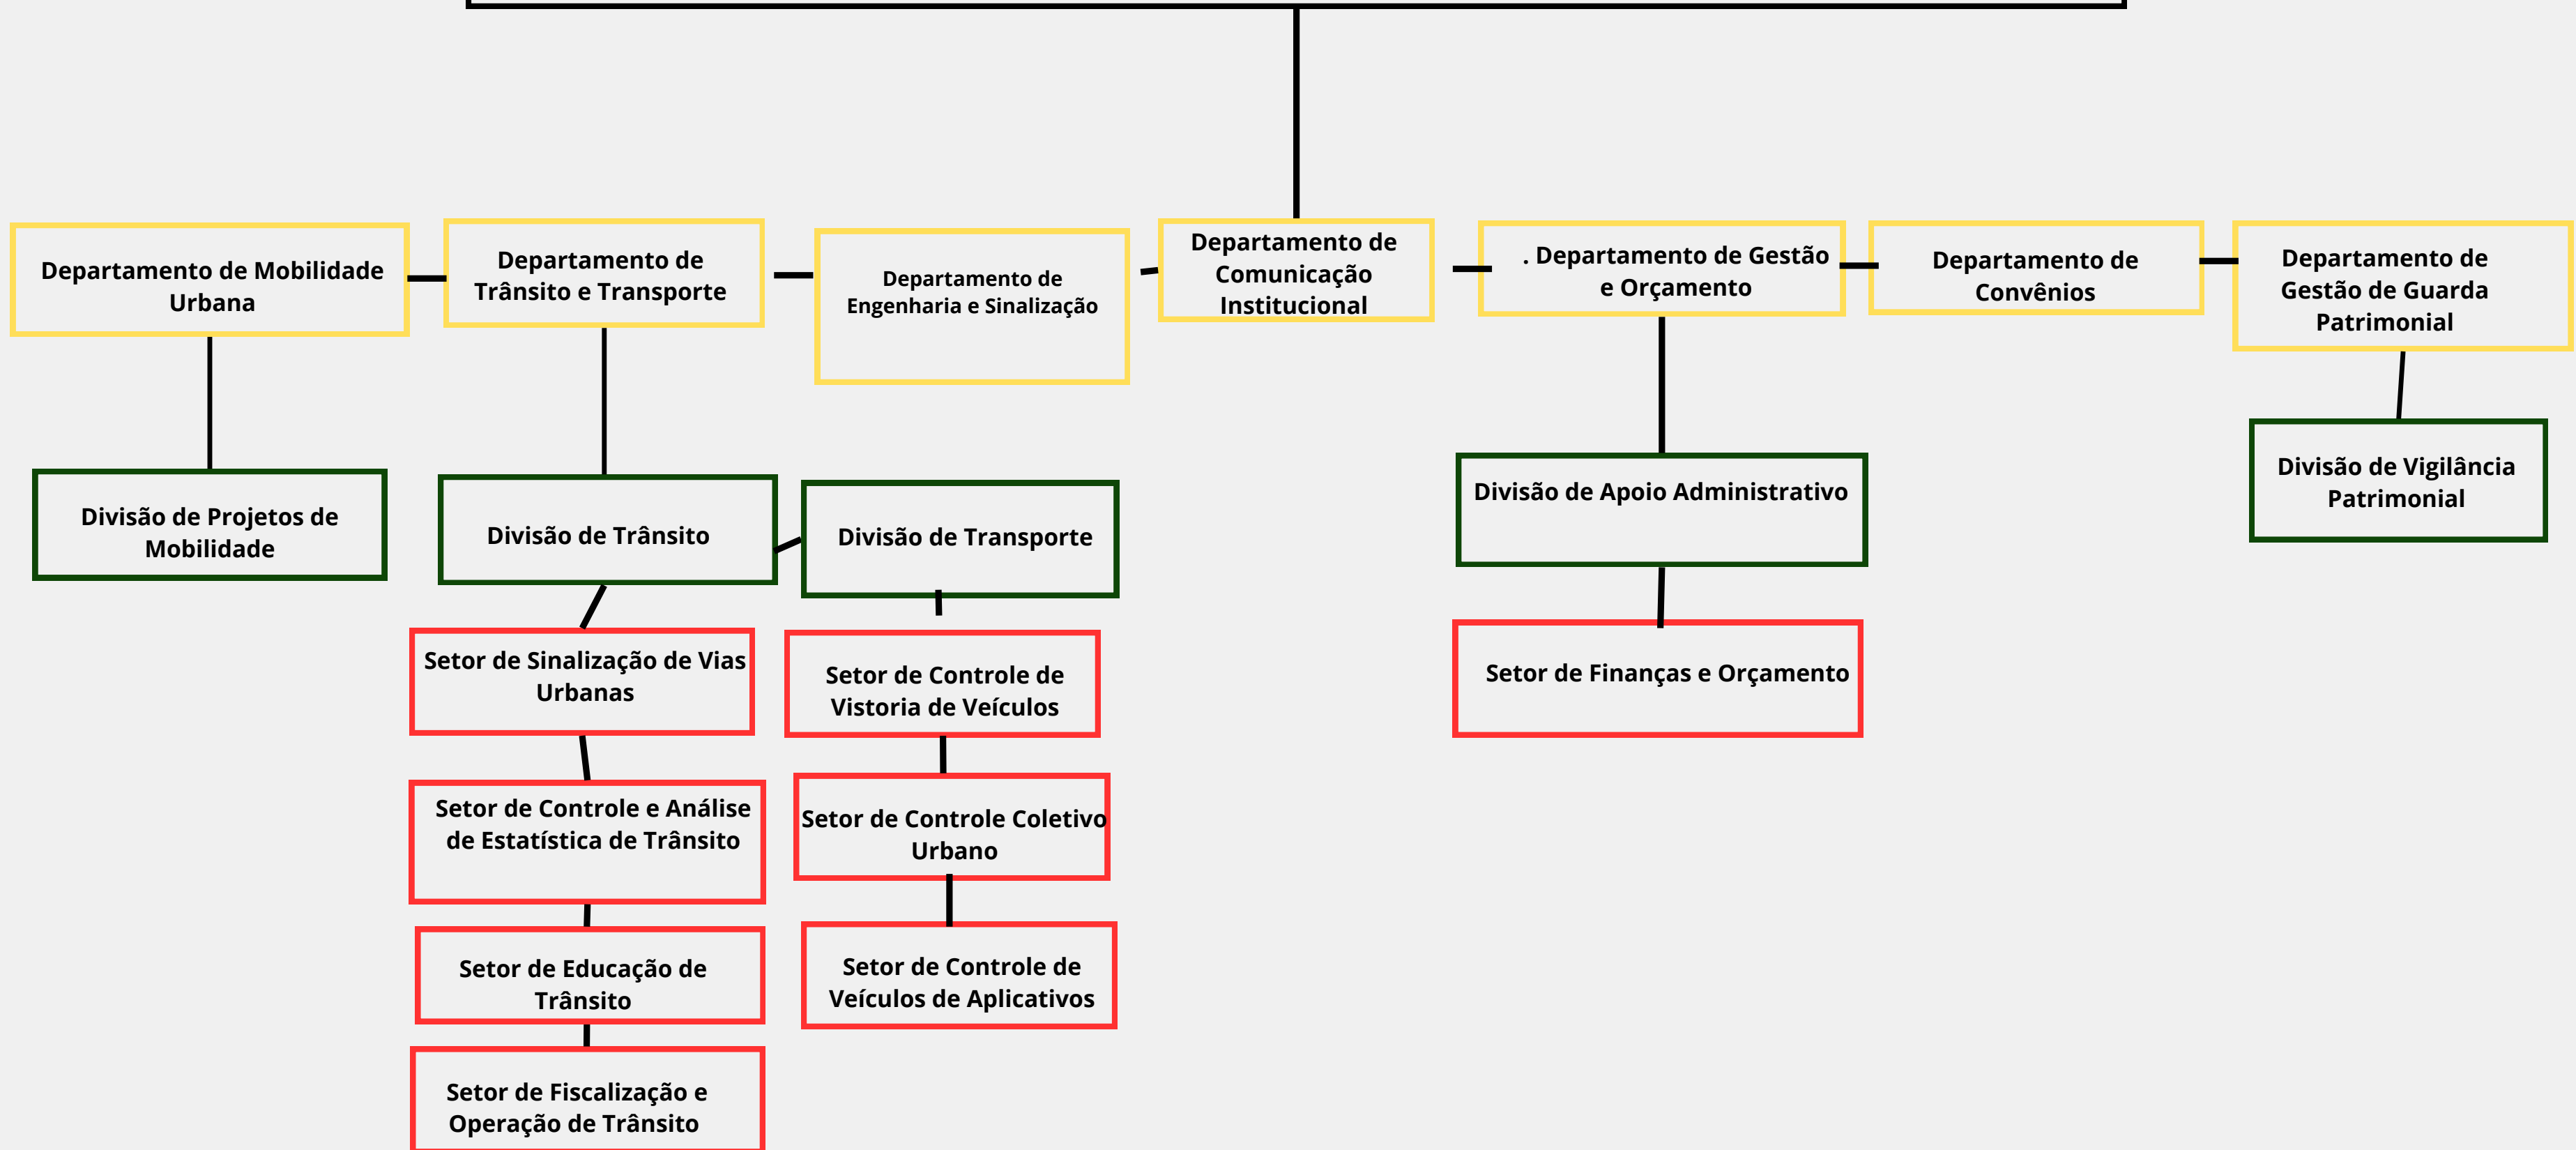 Departamento de Mobilidade
Urbana
Departamento de
Trânsito e Transporte
Departamento de
Engenharia e Sinalização
Departamento de
Comunicação
Institucional
. Departamento de Gestão
e Orçamento
Departamento de
Convênios
Departamento de
Gestão de Guarda
Patrimonial
Divisão de Projetos de
Mobilidade
Divisão de Trânsito
Divisão de Transporte
Divisão de Apoio Administrativo
Divisão de Vigilância
Patrimonial
Setor de Sinalização de Vias
Urbanas
Setor de Controle de
Vistoria de Veículos
Setor de Finanças e Orçamento
Setor de Controle e Análise
de Estatística de Trânsito
Setor de Controle Coletivo
Urbano
Setor de Educação de
Trânsito
Setor de Controle de
Veículos de Aplicativos
Setor de Fiscalização e
Operação de Trânsito